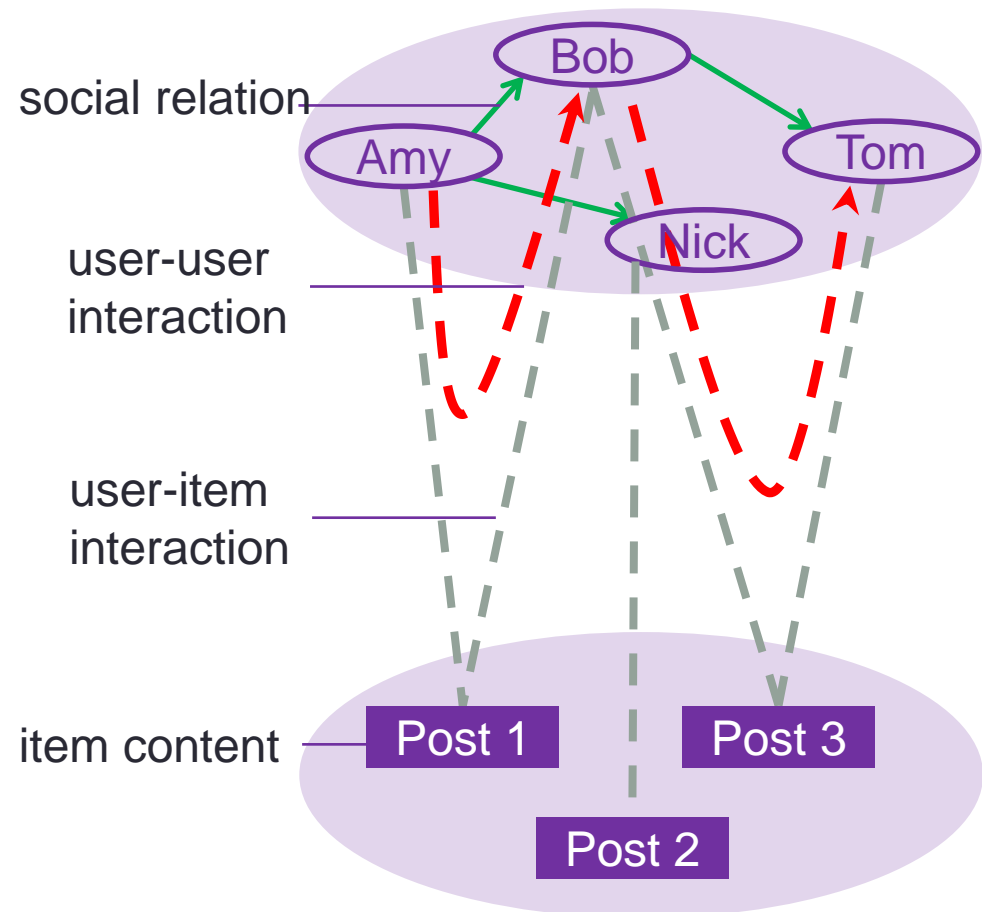 Bob
social relation
Amy
Tom
Nick
user-user
interaction
user-item
interaction
item content
Post 1
Post 3
Post 2